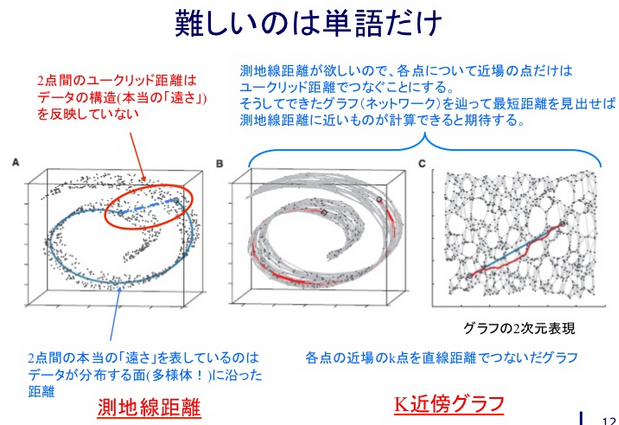 難しいのは単語だけ
2点間のユークリッド距離は
データの構造(本当の「遠さ」)
を反映していない
測地線距離が欲しいので、各点について近場の点だけは
ユークリッド距離でつなぐことにする。
そうしてできたグラフ(ネットワーク)を辿って最短距離を見出せば
測地線距離に近いものが計算できると期待する。
A
B
C
グラフの2次元表現
2点間の本当の「遠さ」を表しているのは
データが分布する面(多様体!)に沿った
距離
各点の近場のk点を直線距離でつないだグラフ
測地線距離
K近傍グラフ
12